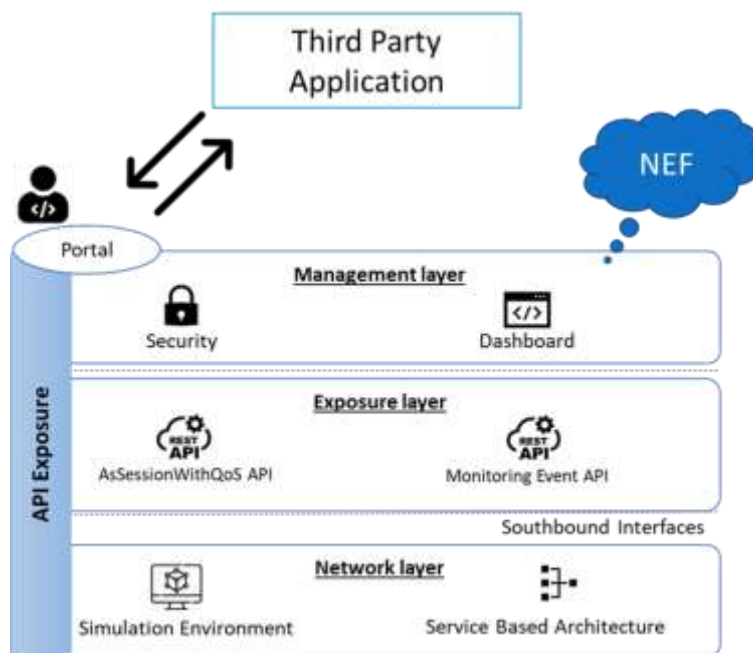 Third Party
Application
NEF
</>
Portal
Management layer
</>
Security
Dashboard
API Exposure
Exposure layer
REST
API
REST
API
AsSessionWithQoS API
Monitoring Event API
Southbound Interfaces
Network layer
Simulation Environment
Service Based Architecture